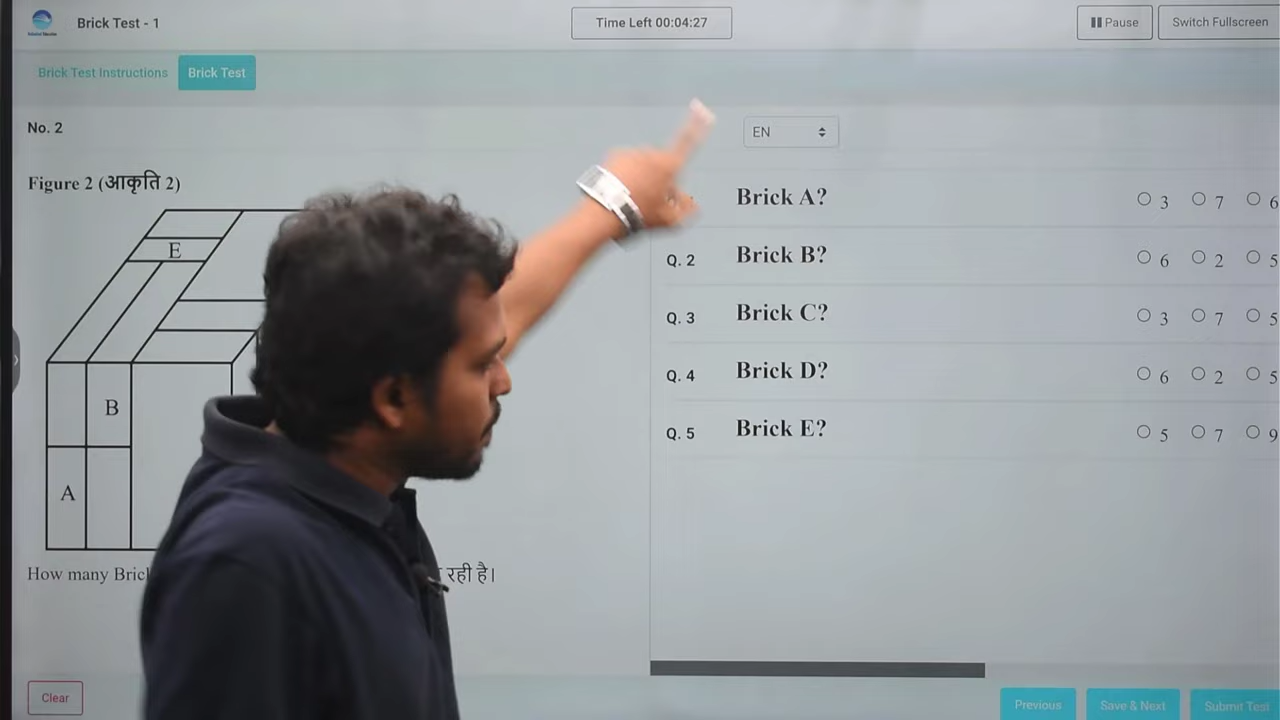 Brick Test - 1
Time Left 00:04:27
Pause
Switch Fullscreen
Brick Test Instructions
Brick Test
No. 2
EN
Figure 2 (आकृति 2)
E
B
A
How many
रही है।
Brick A?
3 7 6
Q. 2 Brick B?
6 2 5
Q. 3 Brick C?
3 7 5
Q. 4 Brick D?
6 2 5
Q. 5 Brick E?
5 7 9
Clear
Previous
Save & Next
Submit Test